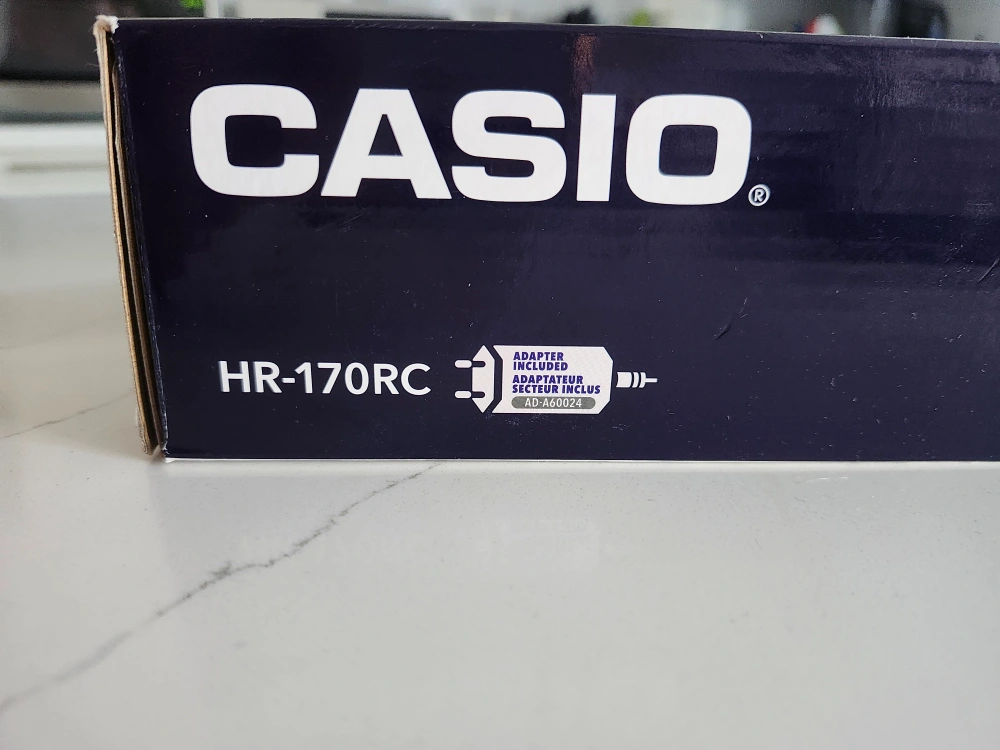 CASIO®
HR-170RC
ADAPTER
INCLUDED
ADAPTATEUR
SECTEUR INCLUS
AD-A60024